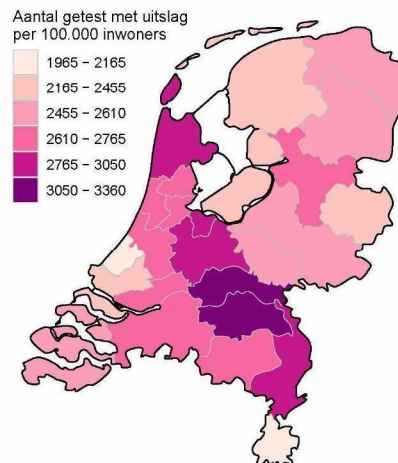 Aantal getest met uitslag
per 100.000 inwoners
1965 – 2165
2165 – 2455
2455 – 2610
2610 – 2765
2765 – 3050
3050 – 3360